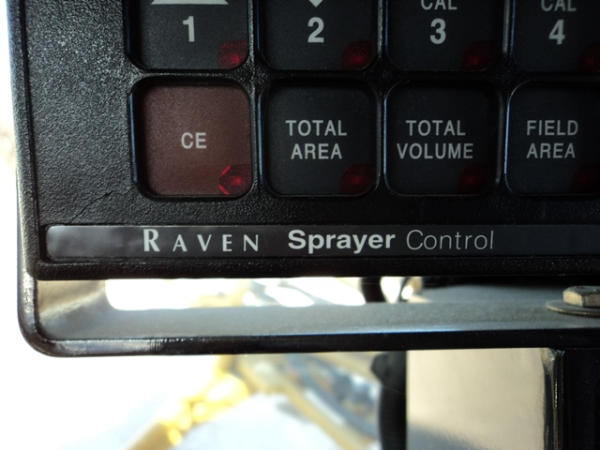 CAL CAL
1 2 3 4
CE TOTAL AREA TOTAL VOLUME FIELD AREA
RAVEN Sprayer Control